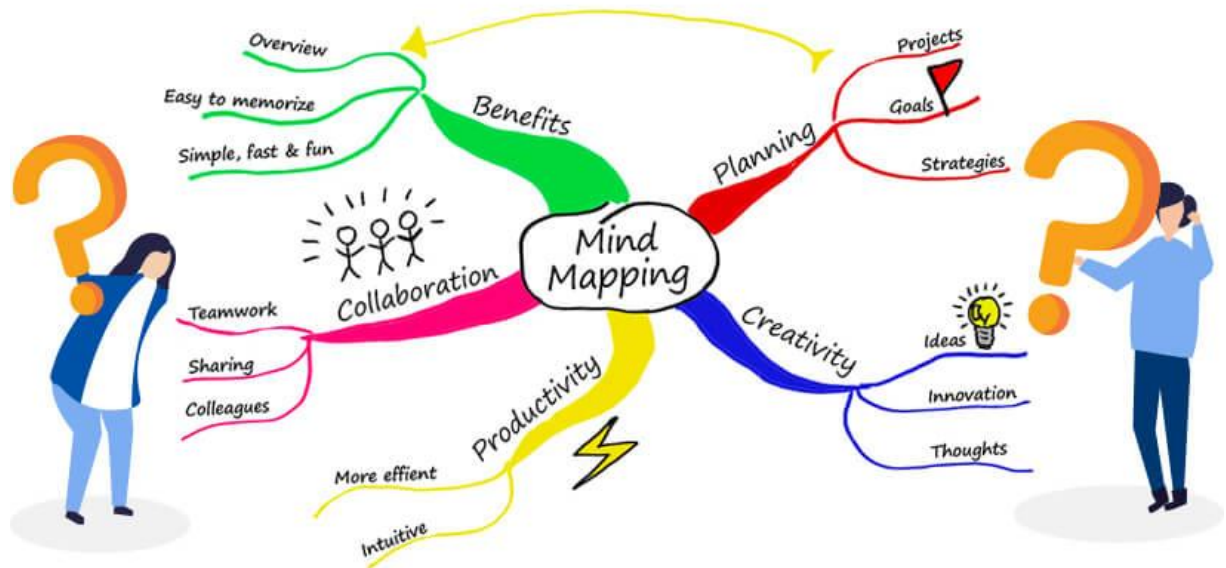 Mind
Mapping
Benefits
Overview
Easy to memorize
Simple, fast & fun
Planning
Projects
Goals
Strategies
Collaboration
Teamwork
Sharing
Colleagues
Productivity
More effient
Intuitive
Creativity
Ideas
Innovation
Thoughts